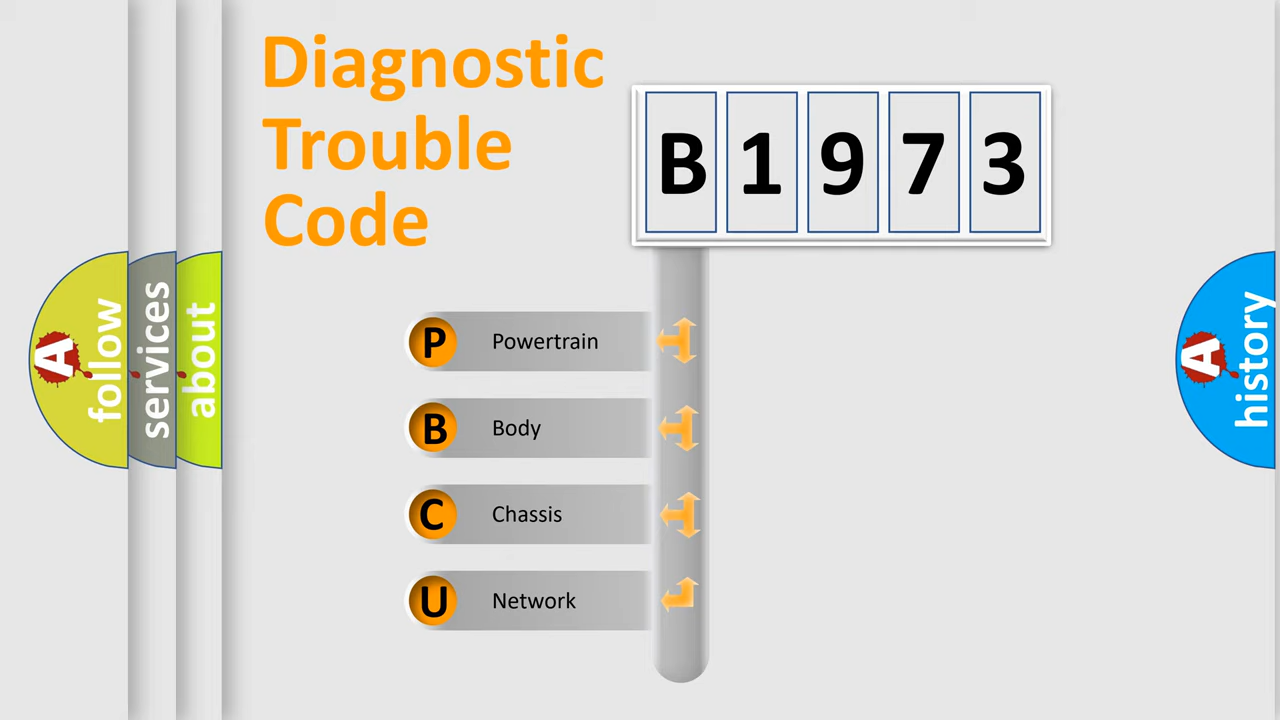 Diagnostic
Trouble
Code
B 1 9 7 3
P Powertrain
B Body
C Chassis
U Network
A follow
services
about
A history